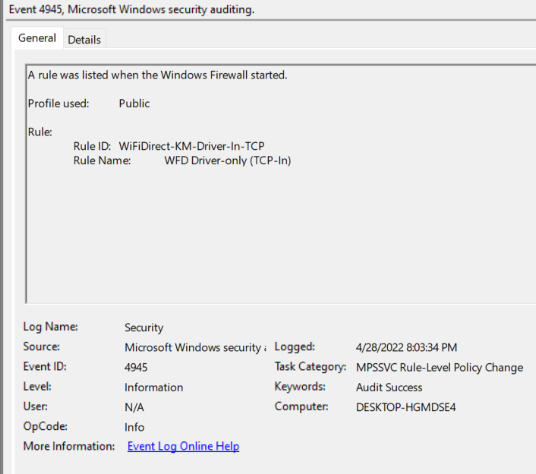 Event 4945, Microsoft Windows security auditing.
General Details
A rule was listed when the Windows Firewall started.
Profile used: Public
Rule:
Rule ID: WiFiDirect-KM-Driver-In-TCP
Rule Name: WFD Driver-only (TCP-In)
Log Name: Security
Source: Microsoft Windows security Logged: 4/28/2022 8:03:34 PM
Event ID: 4945 Task Category: MPSSVC Rule-Level Policy Change
Level: Information Keywords: Audit Success
User: N/A Computer: DESKTOP-HGMDSE4
OpCode: Info
More Information: Event Log Online Help